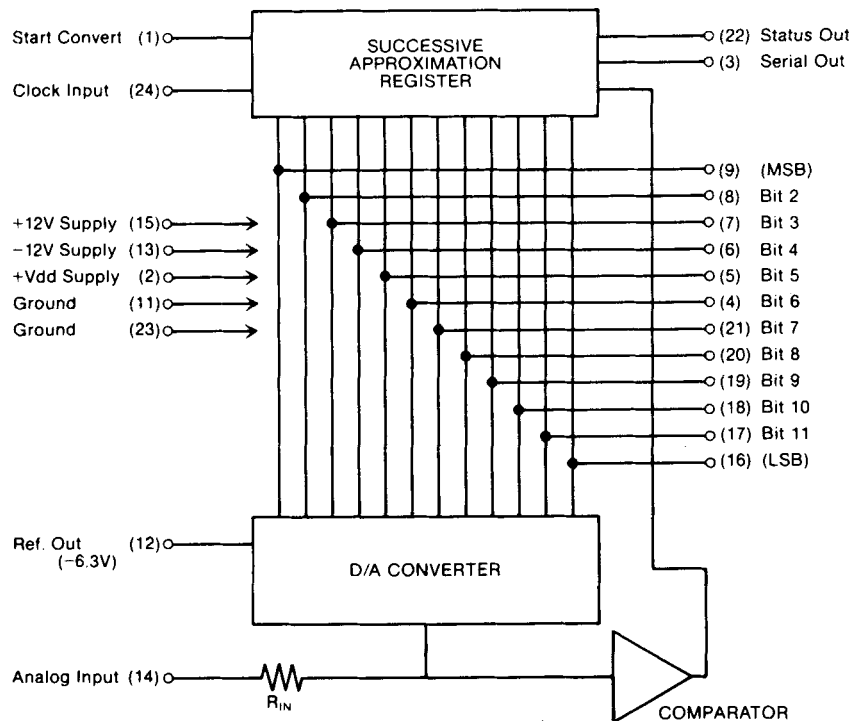 Start Convert (1)
Clock Input (24)
SUCCESSIVE
APPROXIMATION
REGISTER
(22) Status Out
(3) Serial Out
(9) (MSB)
(8) Bit 2
(7) Bit 3
(6) Bit 4
(5) Bit 5
(4) Bit 6
(21) Bit 7
(20) Bit 8
(19) Bit 9
(18) Bit 10
(17) Bit 11
(16) (LSB)
+12V Supply (15)
-12V Supply (13)
+Vdd Supply (2)
Ground (11)
Ground (23)
Ref. Out (12)
(-6.3V)
D/A CONVERTER
Analog Input (14)
RIN
COMPARATOR